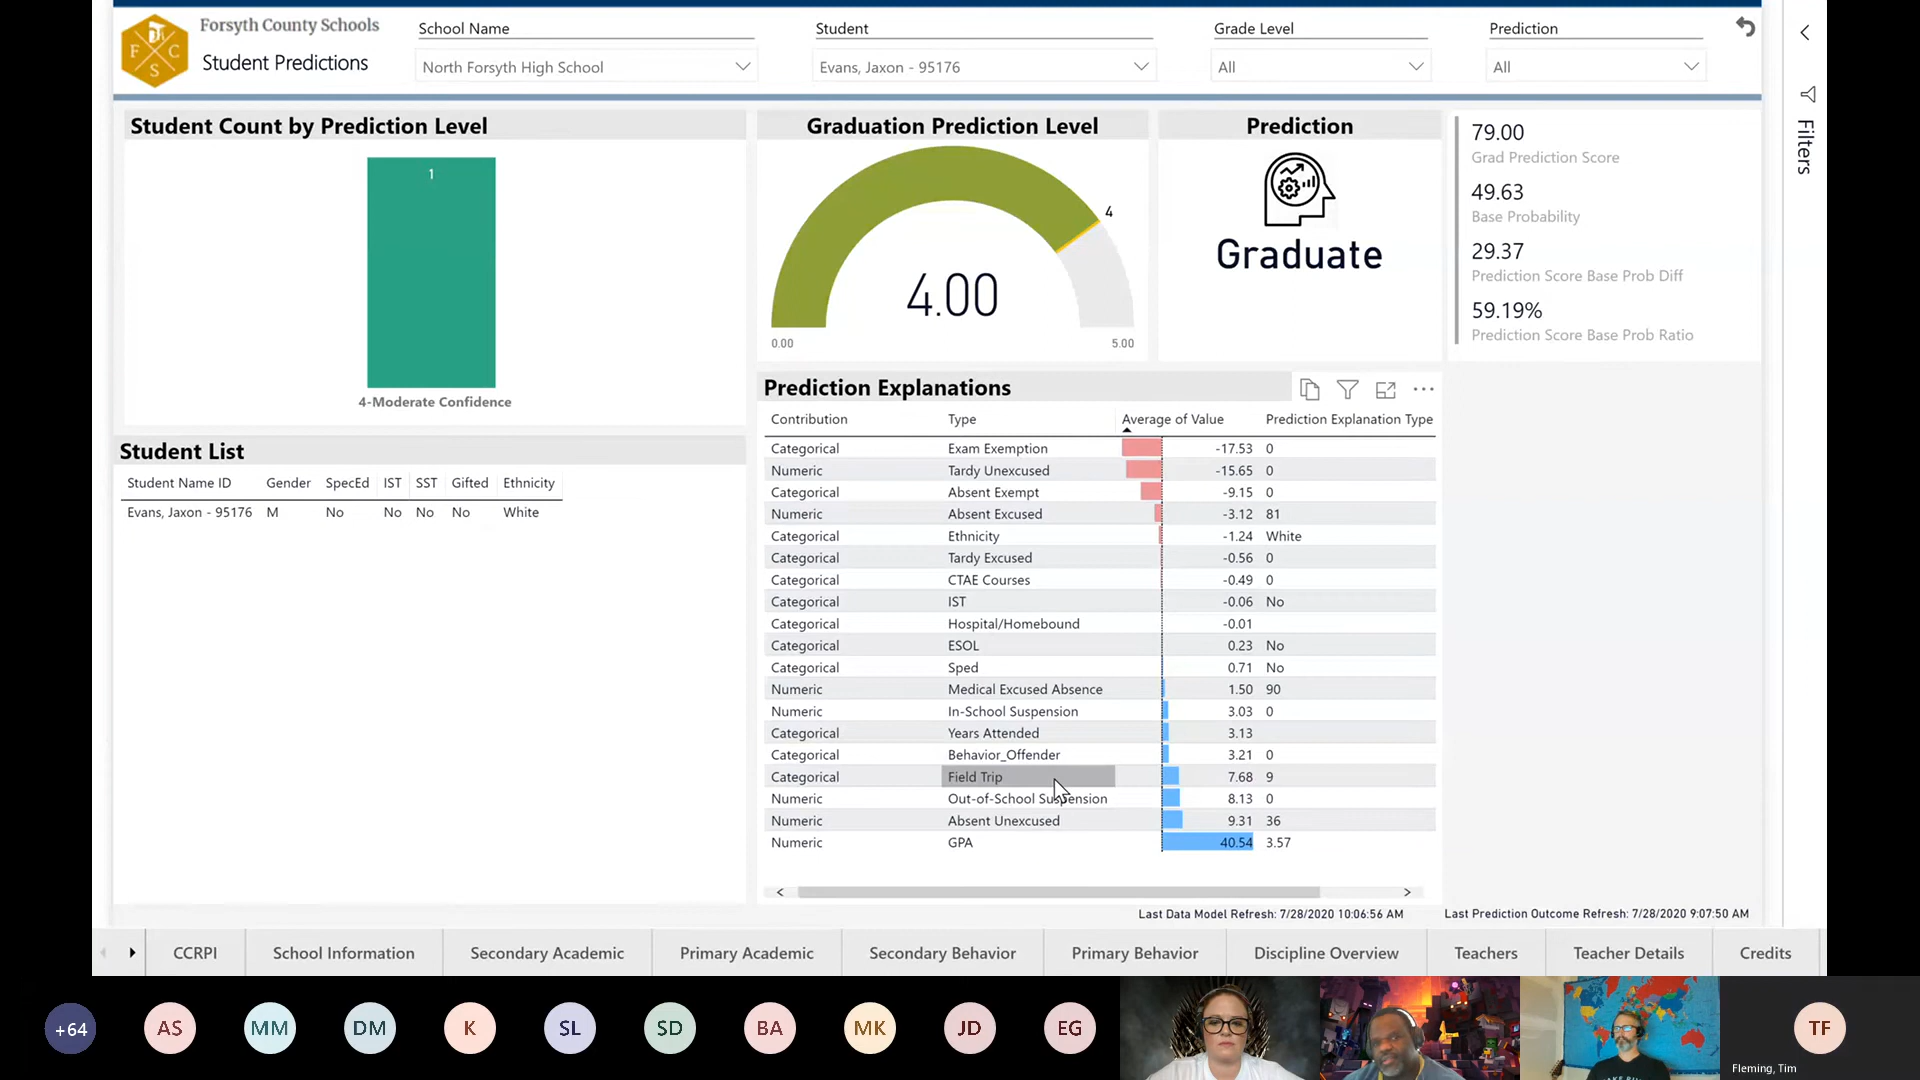 Forsyth County Schools
Student Predictions
F C S
School Name
North Forsyth High School
Student
Evans, Jaxon - 95176
Grade Level
All
Prediction
All
Filters
Student Count by Prediction Level
1
4-Moderate Confidence
Graduation Prediction Level
4
4.00
0.00 5.00
Prediction
Graduate
79.00
Grad Prediction Score
49.63
Base Probability
29.37
Prediction Score Base Prob Diff
59.19%
Prediction Score Base Prob Ratio
Student List
Student Name ID Gender SpecEd IST SST Gifted Ethnicity
Evans, Jaxon - 95176 M No No No No White
Prediction Explanations
Contribution Type Average of Value Prediction Explanation Type
Categorical Exam Exemption -17.53 0
Numeric Tardy Unexcused -15.65 0
Categorical Absent Exempt -9.15 0
Numeric Absent Excused -3.12 81
Categorical Ethnicity -1.24 White
Categorical Tardy Excused -0.56 0
Categorical CTAE Courses -0.49 0
Categorical IST -0.06 No
Categorical Hospital/Homebound -0.01
Categorical ESOL 0.23 No
Categorical Sped 0.71 No
Numeric Medical Excused Absence 1.50 90
Numeric In-School Suspension 3.03 0
Categorical Years Attended 3.13
Categorical Behavior_Offender 3.21 0
Categorical Field Trip 7.68 9
Numeric Out-of-School Suspension 8.13 0
Numeric Absent Unexcused 9.31 36
Numeric GPA 40.54 3.57
Last Data Model Refresh: 7/28/2020 10:06:56 AM
Last Prediction Outcome Refresh: 7/28/2020 9:07:50 AM
CCRPI School Information Secondary Academic Primary Academic Secondary Behavior Primary Behavior Discipline Overview Teachers Teacher Details Credits
+64 AS MM DM K SL SD BA MK JD EG TF
Fleming, Tim